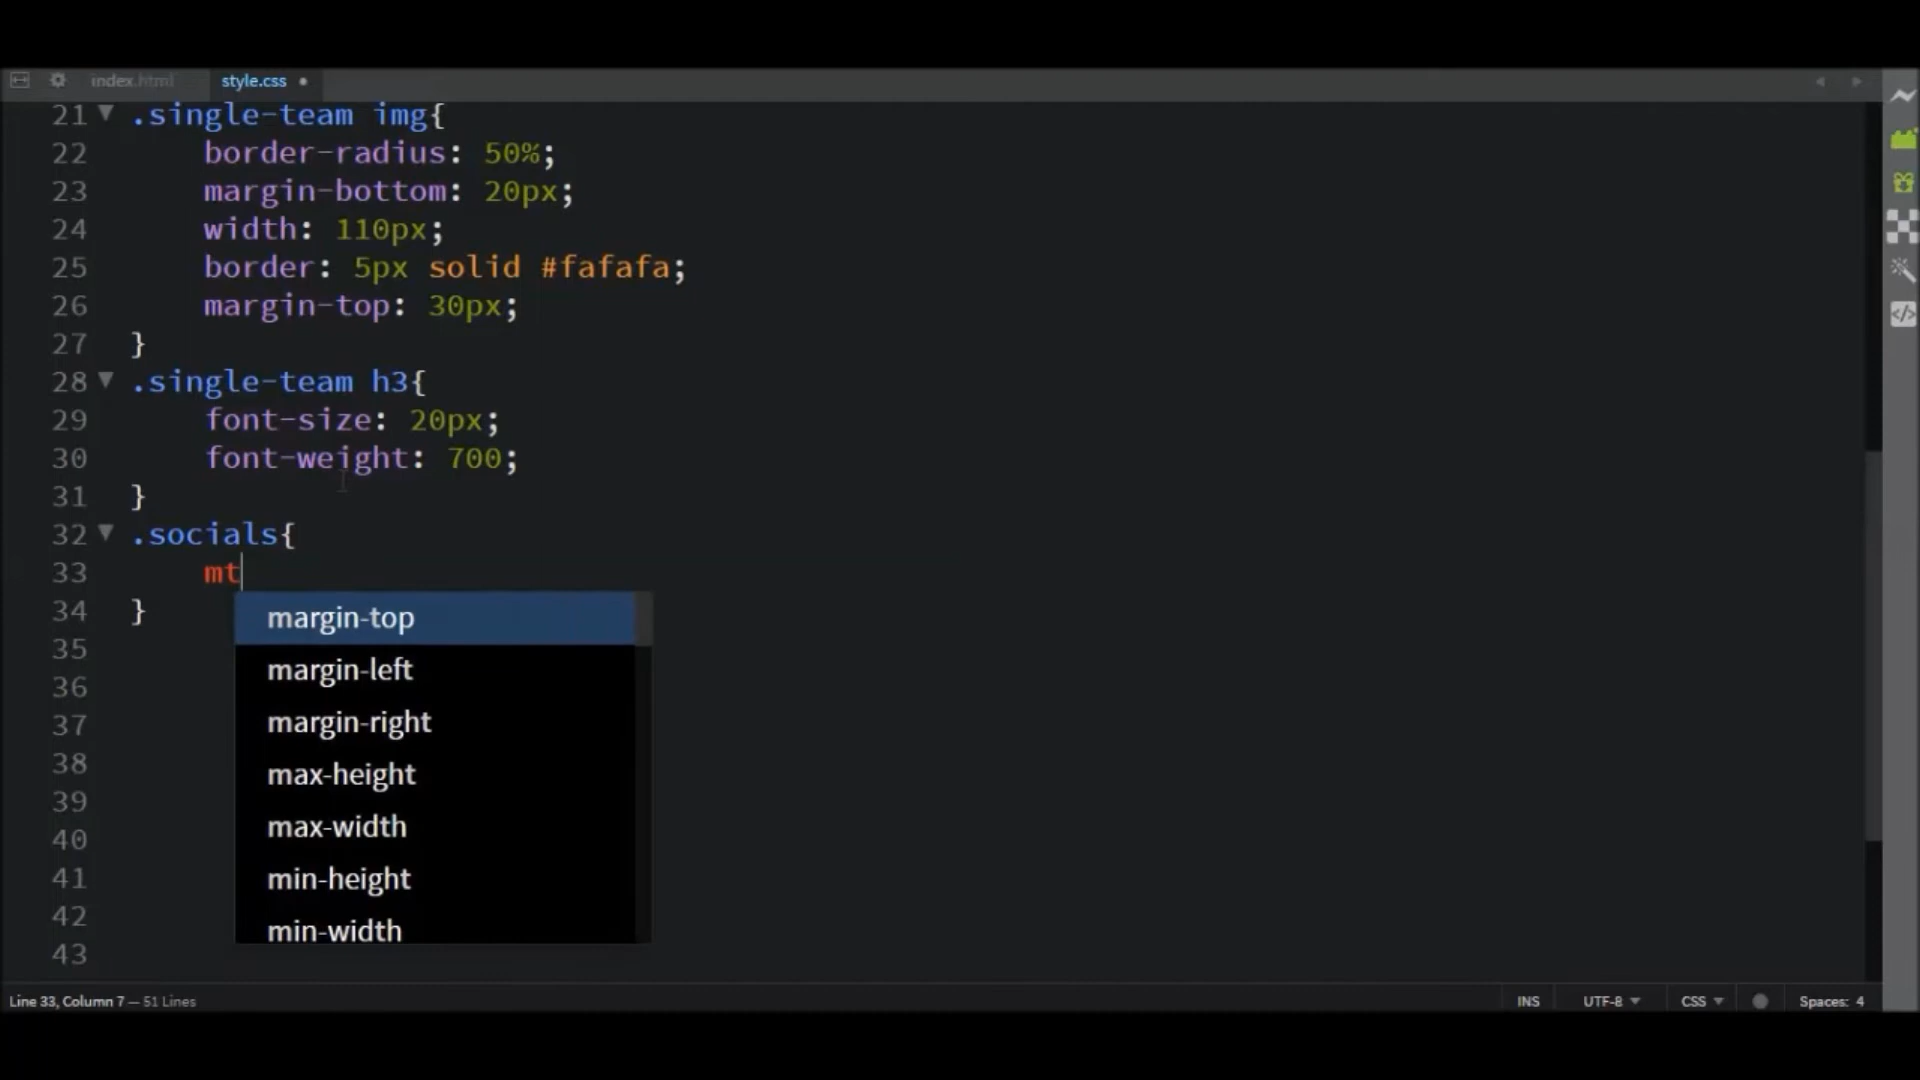 index.html style.css
21 .single-team img{
22 border-radius: 50%;
23 margin-bottom: 20px;
24 width: 110px;
25 border: 5px solid #fafafa;
26 margin-top: 30px;
27 }
28 .single-team h3{
29 font-size: 20px;
30 font-weight: 700;
31 }
32 .socials{
33 mt
34 }
margin-top
35
margin-left
36
margin-right
37
max-height
38
max-width
39
40
min-height
41
min-width
42
43
Line 33, Column 7 — 51 Lines INS UTF-8 CSS Spaces: 4